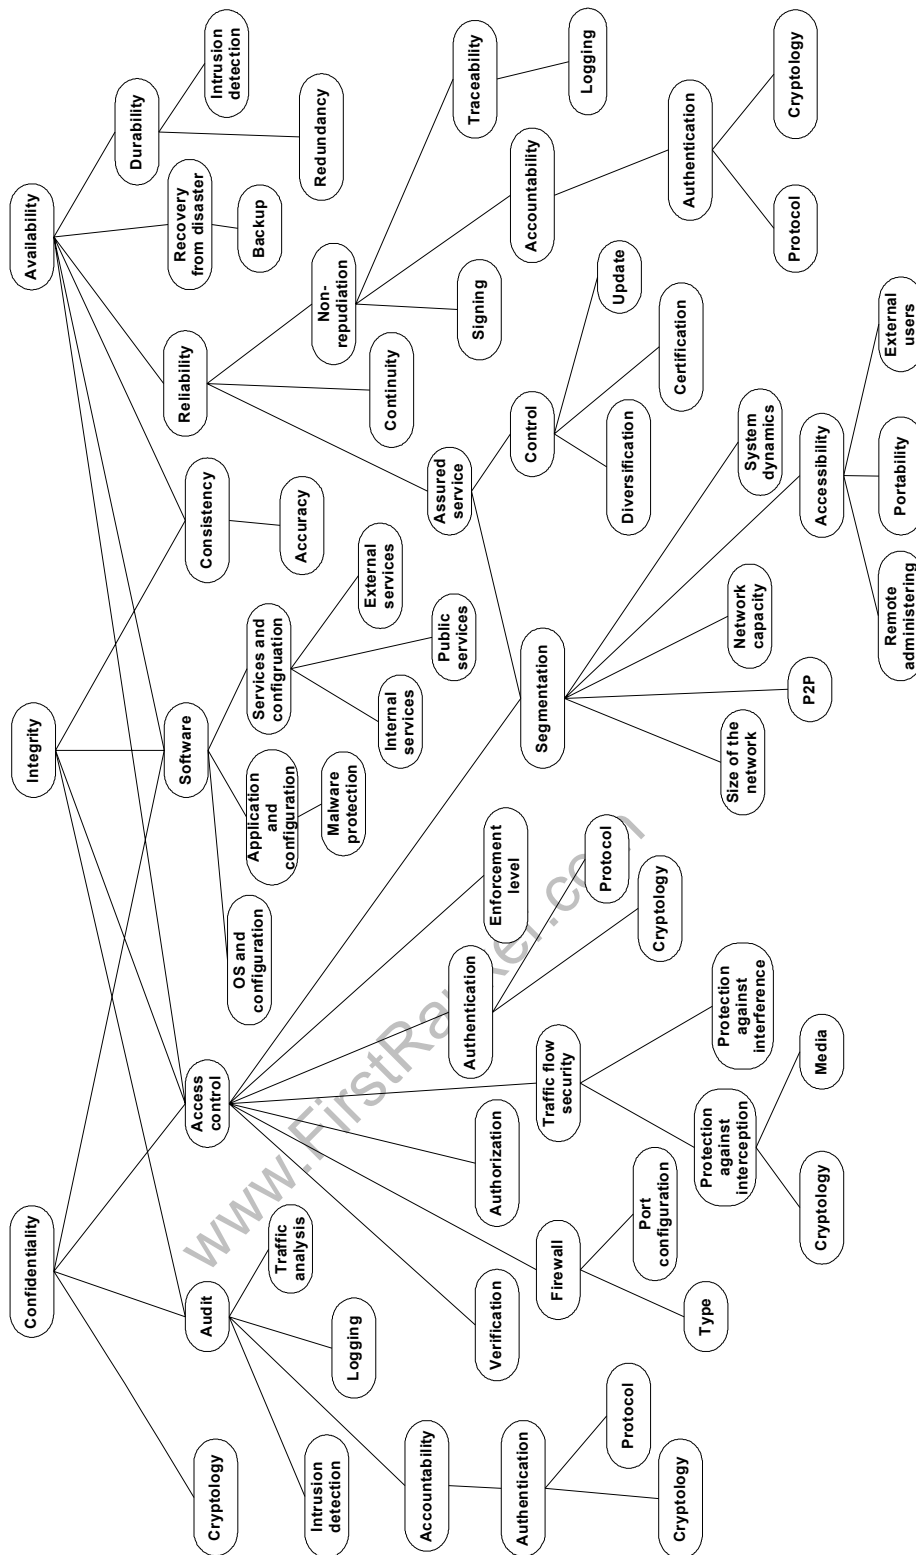 Confidentiality
Integrity
Availability
Cryptology
Audit
Access
control
Software
Consistency
Reliability
Recovery
from disaster
Durability
Intrusion
detection
Logging
Traffic
analysis
OS and
configuration
Application
and
configuration
Services and
configruation
Accuracy
Backup
Intrusion
detection
Redundancy
Malware
protection
Internal
services
Public
services
External
services
Accountability
Authentication
Cryptology
Protocol
Verification
Firewall
Type
Port
configuration
Authorization
Traffic flow
security
Protection
against
interception
Protection
against
interference
Cryptology
Media
Authentication
Protocol
Cryptology
Enforcement
level
Segmentation
Size of the
network
P2P
Network
capacity
Accessibility
System
dynamics
Remote
administering
Portability
External
users
Assured
service
Continuity
Non-
repudiation
Control
Diversification
Certification
Update
Signing
Accountability
Traceability
Logging
Authentication
Protocol
Cryptology
www.FirstRanker.com